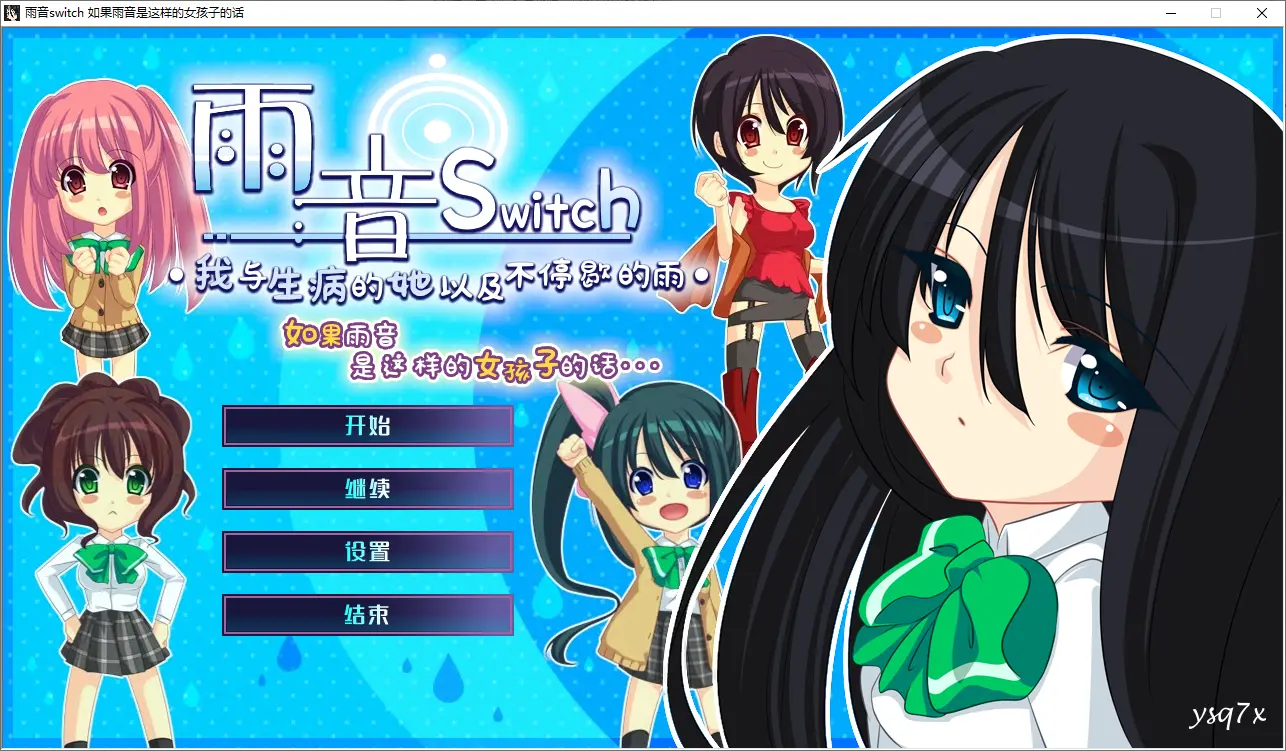 雨音switch 如果雨音是这样的女孩子的话
雨音Switch
•我与生病的她以及不停歇的雨•
如果雨音
是这样的女孩子的话···
开始
继续
设置
结束
ysq7x